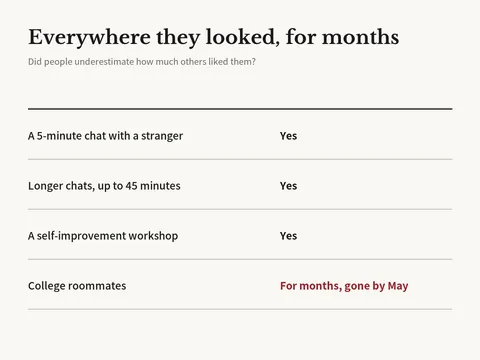 Everywhere they looked, for months
Did people underestimate how much others liked them?
A 5-minute chat with a stranger Yes
Longer chats, up to 45 minutes Yes
A self-improvement workshop Yes
College roommates For months, gone by May